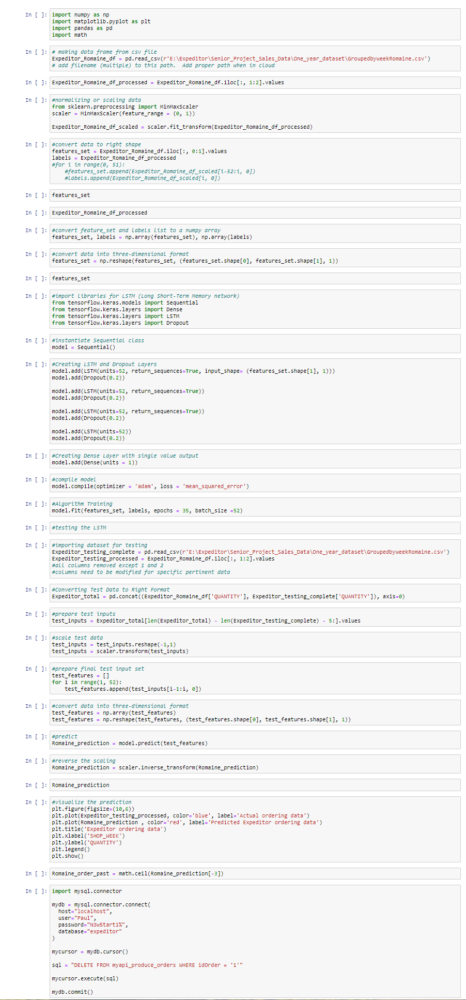 In [ ]: import numpy as np
import matplotlib.pyplot as plt
import pandas as pd
import math
In [ ]: # making data frame from csv file
Expeditor_Romaine_df = pd.read_csv(r'E:\Expeditor\Senior_Project_Sales_Data\One_year_dataset\GroupedbyweekRomaine.csv')
# add filename (multiple) to this path.  Add proper path when in cloud
In [ ]: Expeditor_Romaine_df_processed = Expeditor_Romaine_df.iloc[:, 1:2].values
In [ ]: #normalizing or scaling data
from sklearn.preprocessing import MinMaxScaler
scaler = MinMaxScaler(feature_range = (0, 1))
Expeditor_Romaine_df_scaled = scaler.fit_transform(Expeditor_Romaine_df_processed)
In [ ]: #convert data to right shape
features_set = Expeditor_Romaine_df.iloc[:, 0:1].values
labels = Expeditor_Romaine_df_processed
#for i in range(0, 51):
    #features_set.append(Expeditor_Romaine_df_scaled[i-52:i, 0])
    #labels.append(Expeditor_Romaine_df_scaled[i, 0])
In [ ]: features_set
In [ ]: Expeditor_Romaine_df_processed
In [ ]: #convert feature_set and labels list to a numpy array
features_set, labels = np.array(features_set), np.array(labels)
In [ ]: #convert data into three-dimensional format
features_set = np.reshape(features_set, (features_set.shape[0], features_set.shape[1], 1))
In [ ]: features_set
In [ ]: #import libraries for LSTM (Long Short-Term Memory network)
from tensorflow.keras.models import Sequential
from tensorflow.keras.layers import Dense
from tensorflow.keras.layers import LSTM
from tensorflow.keras.layers import Dropout
In [ ]: #instantiate Sequential class
model = Sequential()
In [ ]: #Creating LSTM and Dropout Layers
model.add(LSTM(units=52, return_sequences=True, input_shape= (features_set.shape[1], 1)))
model.add(Dropout(0.2))
model.add(LSTM(units=52, return_sequences=True))
model.add(Dropout(0.2))
model.add(LSTM(units=52, return_sequences=True))
model.add(Dropout(0.2))
model.add(LSTM(units=52))
model.add(Dropout(0.2))
In [ ]: #Creating Dense Layer with single value output
model.add(Dense(units = 1))
In [ ]: #compile model
model.compile(optimizer = 'adam', loss = 'mean_squared_error')
In [ ]: #Algorithm Training
model.fit(features_set, labels, epochs = 35, batch_size =52)
In [ ]: #testing the LSTM
In [ ]: #importing dataset for testing
Expeditor_testing_complete = pd.read_csv(r'E:\Expeditor\Senior_Project_Sales_Data\One_year_dataset\GroupedbyweekRomaine.csv')
Expeditor_testing_processed = Expeditor_Romaine_df.iloc[:, 1:2].values
#all columns removed except 1 and 2
#columns need to be modified for specific pertinent data
In [ ]: #Converting Test Data to Right Format
Expeditor_total = pd.concat((Expeditor_Romaine_df['QUANTITY'], Expeditor_testing_complete['QUANTITY']), axis=0)
In [ ]: #prepare test inputs
test_inputs = Expeditor_total[len(Expeditor_total) - len(Expeditor_testing_complete) - 5:].values
In [ ]: #scale test data
test_inputs = test_inputs.reshape(-1,1)
test_inputs = scaler.transform(test_inputs)
In [ ]: #prepare final test input set
test_features = []
for i in range(1, 52):
    test_features.append(test_inputs[i-1:i, 0])
In [ ]: #convert data into three-dimensional format
test_features = np.array(test_features)
test_features = np.reshape(test_features, (test_features.shape[0], test_features.shape[1], 1))
In [ ]: #predict
Romaine_prediction = model.predict(test_features)
In [ ]: #reverse the scaling
Romaine_prediction = scaler.inverse_transform(Romaine_prediction)
In [ ]: Romaine_prediction
In [ ]: #visualize the prediction
plt.figure(figsize=(10,6))
plt.plot(Expeditor_testing_processed, color='blue', label='Actual ordering data')
plt.plot(Romaine_prediction , color='red', label='Predicted Expeditor ordering data')
plt.title('Expeditor ordering data')
plt.xlabel('SHOP_WEEK')
plt.ylabel('QUANTITY')
plt.legend()
plt.show()
In [ ]: Romaine_order_past = math.ceil(Romaine_prediction[-3])
In [ ]: import mysql.connector
mydb = mysql.connector.connect(
  host="localhost",
  user="Paul",
  password="N3wStart1%",
  database="expeditor"
)
mycursor = mydb.cursor()
sql = "DELETE FROM myapi_produce_orders WHERE idOrder = '1'"
mycursor.execute(sql)
mydb.commit()